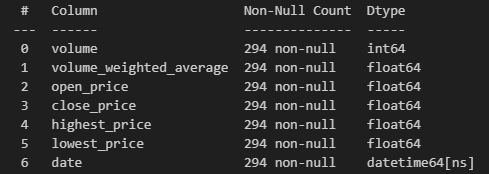 #   Column                   Non-Null Count  Dtype
---  ------                   --------------  -----
0   volume                   294 non-null    int64
1   volume_weighted_average  294 non-null    float64
2   open_price               294 non-null    float64
3   close_price              294 non-null    float64
4   highest_price            294 non-null    float64
5   lowest_price             294 non-null    float64
6   date                     294 non-null    datetime64[ns]